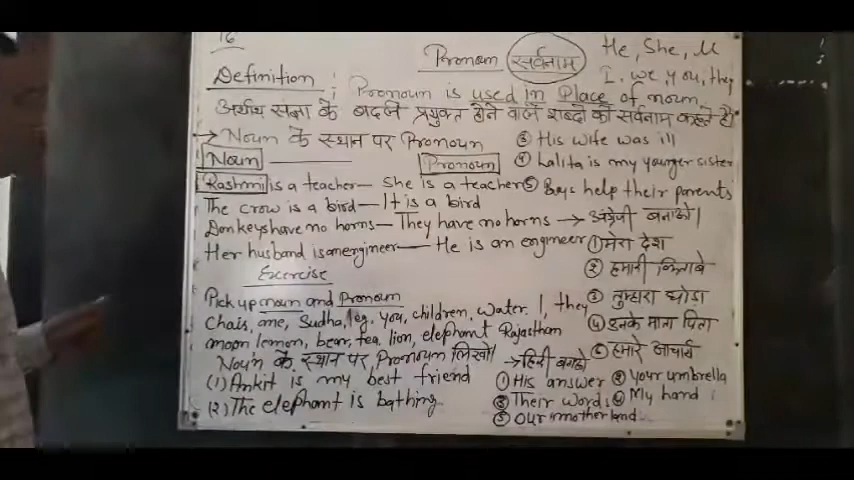 16
Pronoun सर्वनाम He, She, It
I, we, you, they
Definition : Pronoun is used in Place of noun.
अर्थात संज्ञा के बदले प्रयुक्त होने वाले शब्दों को सर्वनाम कहते है।
→ Noun के स्थान पर Pronoun
Noun Pronoun
Rashmi is a teacher — She is a teacher
The crow is a bird — It is a bird
Donkeys have no horns — They have no horns
Her husband is an engineer — He is an engineer
Exercise
Pick up noun and Pronoun
Chair, me, Sudha, leg, you, children, water, I, they
moon lemon, bear, tea, lion, elephant Rajasthan
Noun के स्थान पर Pronoun लिखो
(1) Ankit is my best friend
(2) The elephant is bathing
③ His wife was ill
④ Lalita is my younger sister
⑤ Boys help their parents
→ अंग्रेजी बनाओ।
① मेरा देश
② हमारी किताबे
③ तुम्हारा घोड़ा
④ उनके माता पिता
हमारे आचार्य
→ हिंदी बनाओ
① His answer ② Your umbrella
③ Their words ④ My hand
⑤ Our motherland